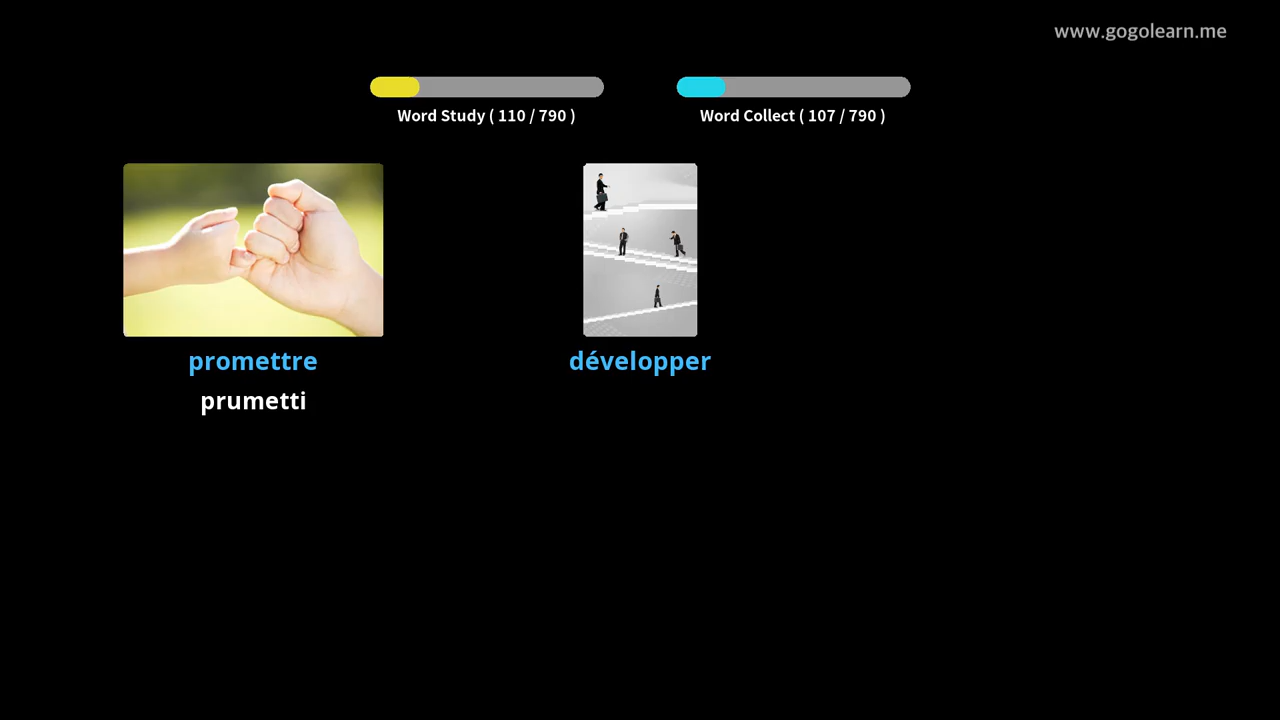 www.gogolearn.me
Word Study ( 110 / 790 )
Word Collect ( 107 / 790 )
promettre
développer
prumetti